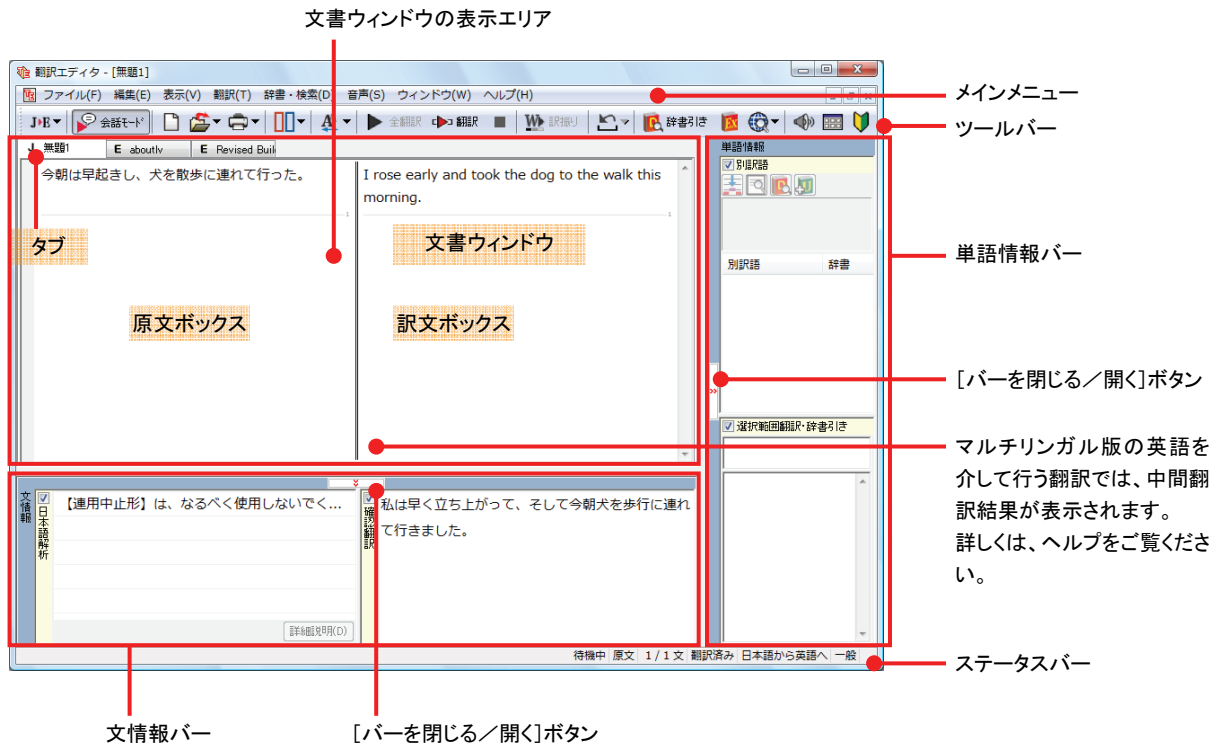 文書ウィンドウの表示エリア
翻訳エディタ - [無題1]
ファイル(F) 編集(E) 表示(V) 翻訳(T) 辞書・検索(D) 音声(S) ウィンドウ(W) ヘルプ(H)
メインメニュー
J E 会話モード A 全翻訳 翻訳 W 訳振り 辞書引き EX
ツールバー
J 無題1 E aboutlv E Revised Buil
単語情報
別訳語
今朝は早起きし、犬を散歩に連れて行った。
I rose early and took the dog to the walk this
morning.
1
1
タブ
文書ウィンドウ
単語情報バー
別訳語 辞書
原文ボックス
訳文ボックス
[バーを閉じる/開く]ボタン
選択範囲翻訳・辞書引き
マルチリンガル版の英語を
介して行う翻訳では、中間翻
訳結果が表示されます。
詳しくは、ヘルプをご覧くださ
い。
文情報
日本語解析
【連用中止形】は、なるべく使用しないでく...
確認翻訳
私は早く立ち上がって、そして今朝犬を歩行に連れ
て行きました。
詳細説明(D)
待機中 原文 1 / 1 文 翻訳済み 日本語から英語へ 一般
ステータスバー
文情報バー
[バーを閉じる/開く]ボタン